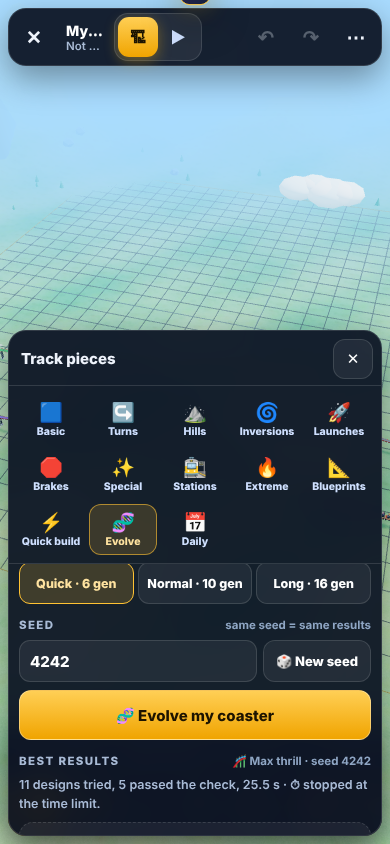 My...
Not ...
Track pieces
Basic
Turns
Hills
Inversions
Launches
Brakes
Special
Stations
Extreme
Blueprints
Quick build
Evolve
Daily
Quick · 6 gen
Normal · 10 gen
Long · 16 gen
SEED
same seed = same results
4242
New seed
Evolve my coaster
BEST RESULTS
Max thrill · seed 4242
11 designs tried, 5 passed the check, 25.5 s · ⏱ stopped at
the time limit.